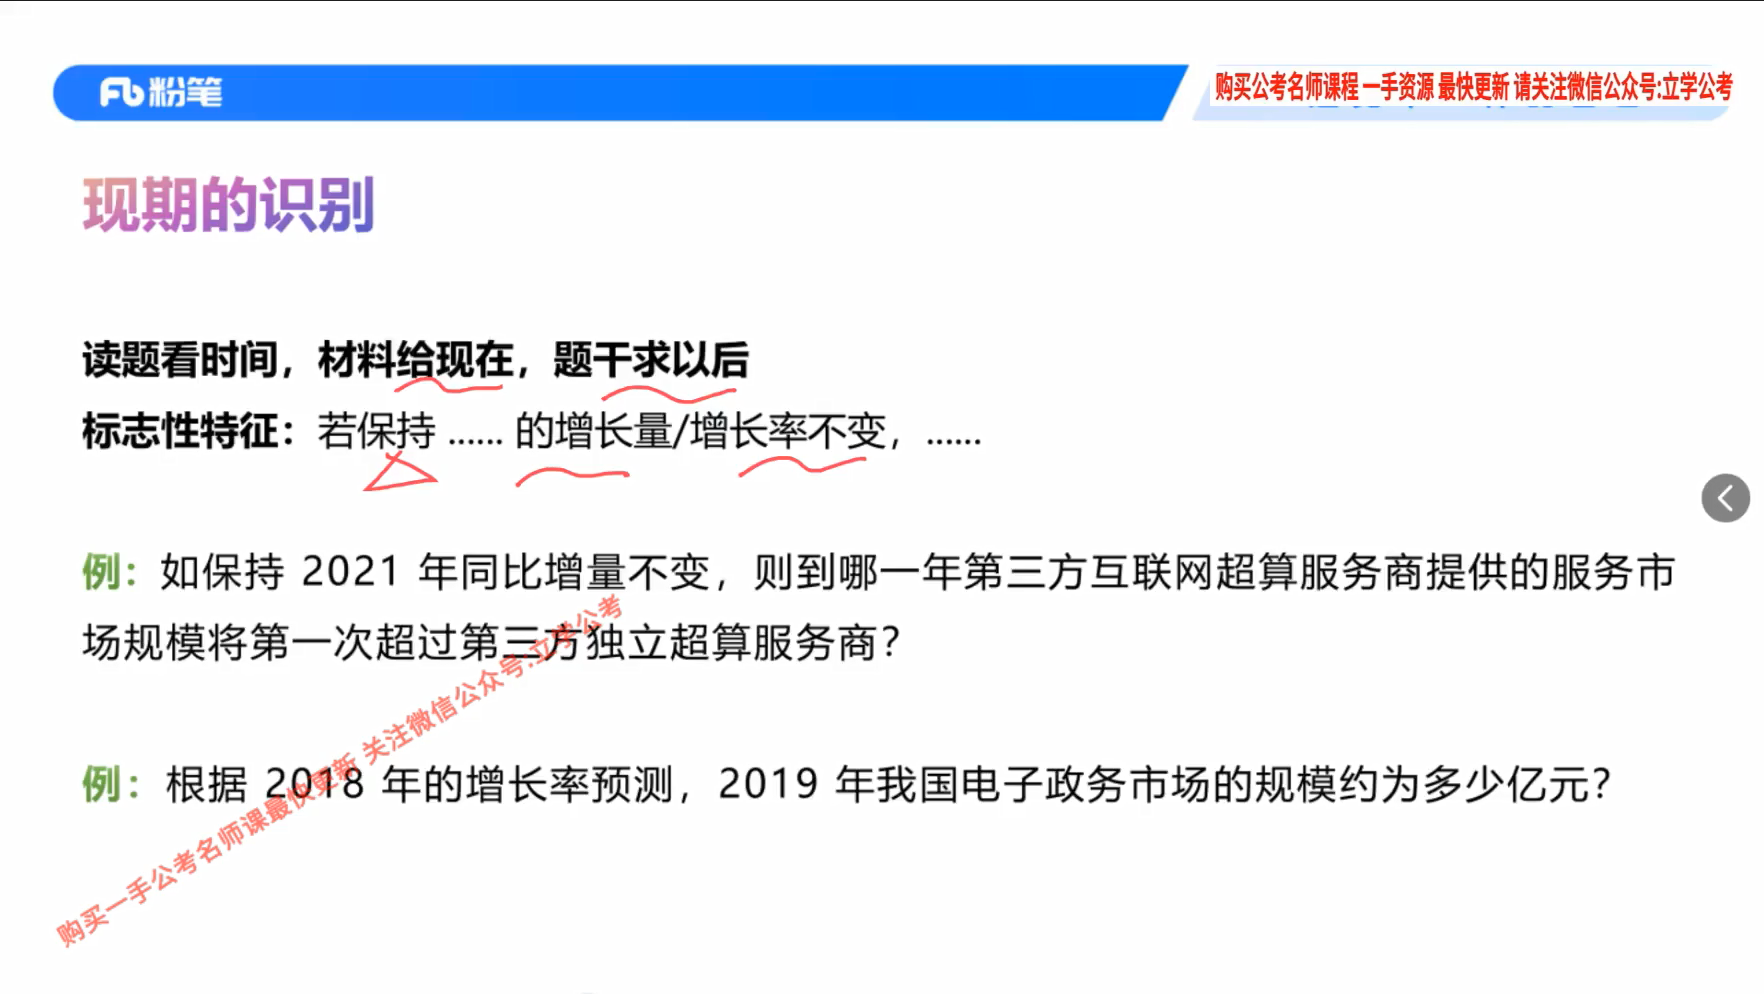 粉笔
购买公考名师课程 一手资源 最快更新 请关注微信公众号:立学公考
现期的识别
读题看时间，材料给现在，题干求以后
标志性特征：若保持 ...... 的增长量/增长率不变，......
例：如保持 2021 年同比增量不变，则到哪一年第三方互联网超算服务商提供的服务市
场规模将第一次超过第三方独立超算服务商？
例：根据 2018 年的增长率预测，2019 年我国电子政务市场的规模约为多少亿元？
购买一手公考名师课最快更新 关注微信公众号:立学公考